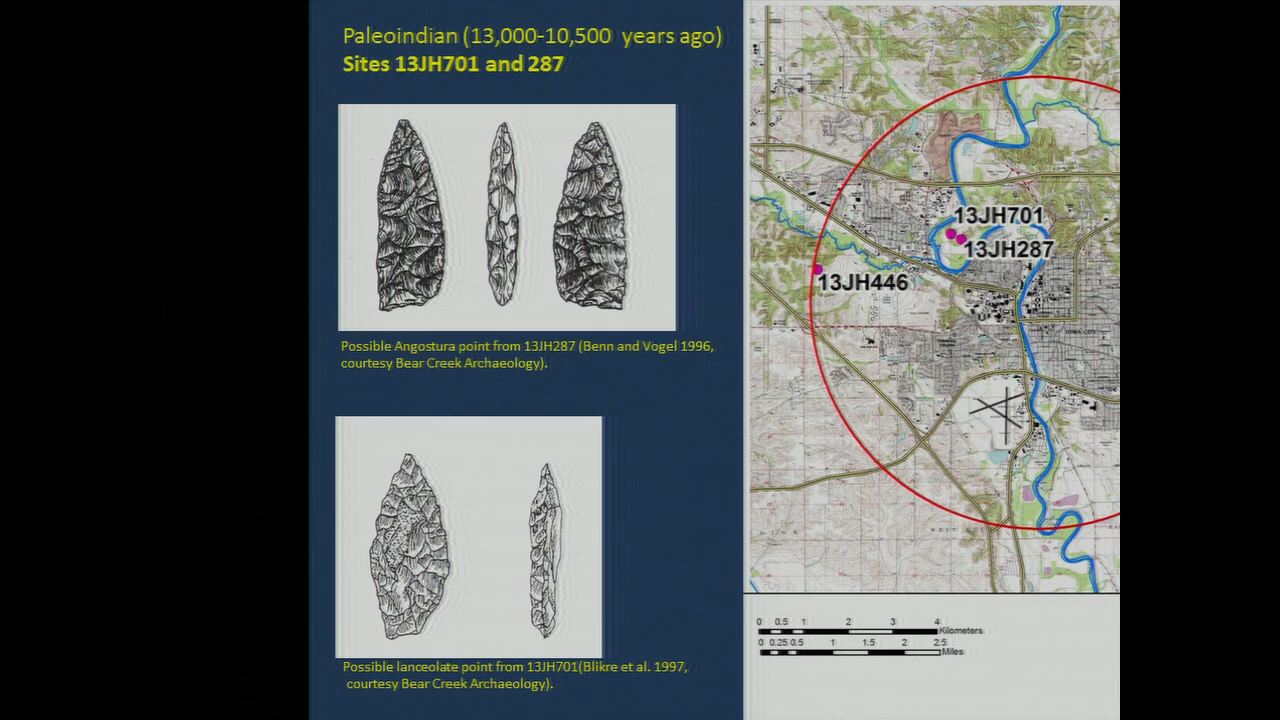 Paleoindian (13,000-10,500 years ago)
Sites 13JH701 and 287
Possible Angostura point from 13JH287 (Benn and Vogel 1996,
courtesy Bear Creek Archaeology).
Possible lanceolate point from 13JH701(Blikre et al. 1997,
courtesy Bear Creek Archaeology).
13JH701
13JH287
13JH446
IOWA CITY
0 0.5 1 2 3 4
Kilometers
0 0.25 0.5 1 1.5 2 2.5
Miles